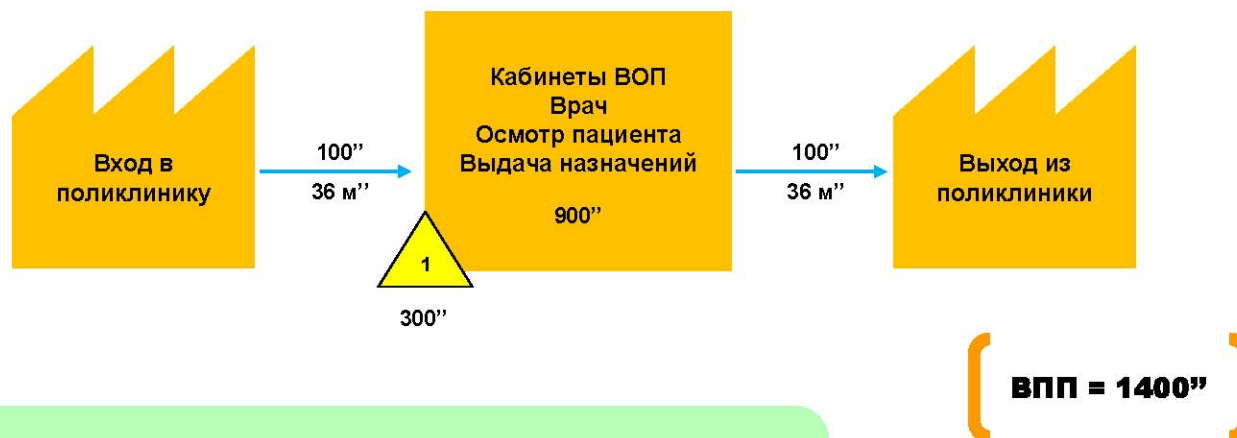 Вход в
поликлинику
100”
36 м”
Кабинеты ВОП
Врач
Осмотр пациента
Выдача назначений
900”
1
300”
100”
36 м”
Выход из
поликлиники
ВПП = 1400”